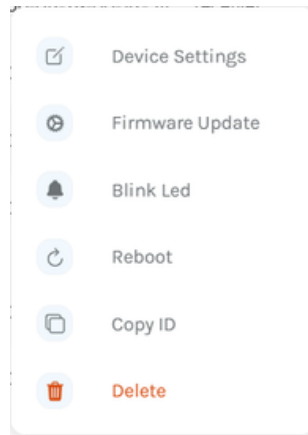 Device Settings
Firmware Update
Blink Led
Reboot
Copy ID
Delete